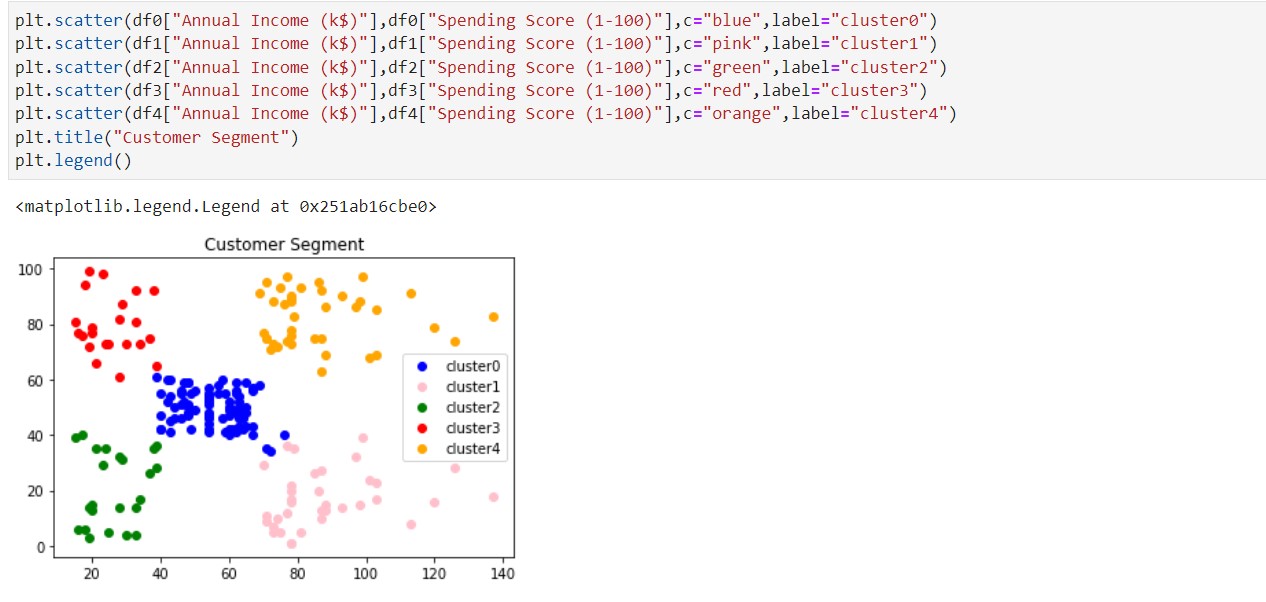 plt.scatter(df0["Annual Income (k$)"],df0["Spending Score (1-100)"],c="blue",label="cluster0")
plt.scatter(df1["Annual Income (k$)"],df1["Spending Score (1-100)"],c="pink",label="cluster1")
plt.scatter(df2["Annual Income (k$)"],df2["Spending Score (1-100)"],c="green",label="cluster2")
plt.scatter(df3["Annual Income (k$)"],df3["Spending Score (1-100)"],c="red",label="cluster3")
plt.scatter(df4["Annual Income (k$)"],df4["Spending Score (1-100)"],c="orange",label="cluster4")
plt.title("Customer Segment")
plt.legend()
<matplotlib.legend.Legend at 0x251ab16cbe0>
Customer Segment
100
80
60
40
20
0
cluster0
cluster1
cluster2
cluster3
cluster4
20 40 60 80 100 120 140